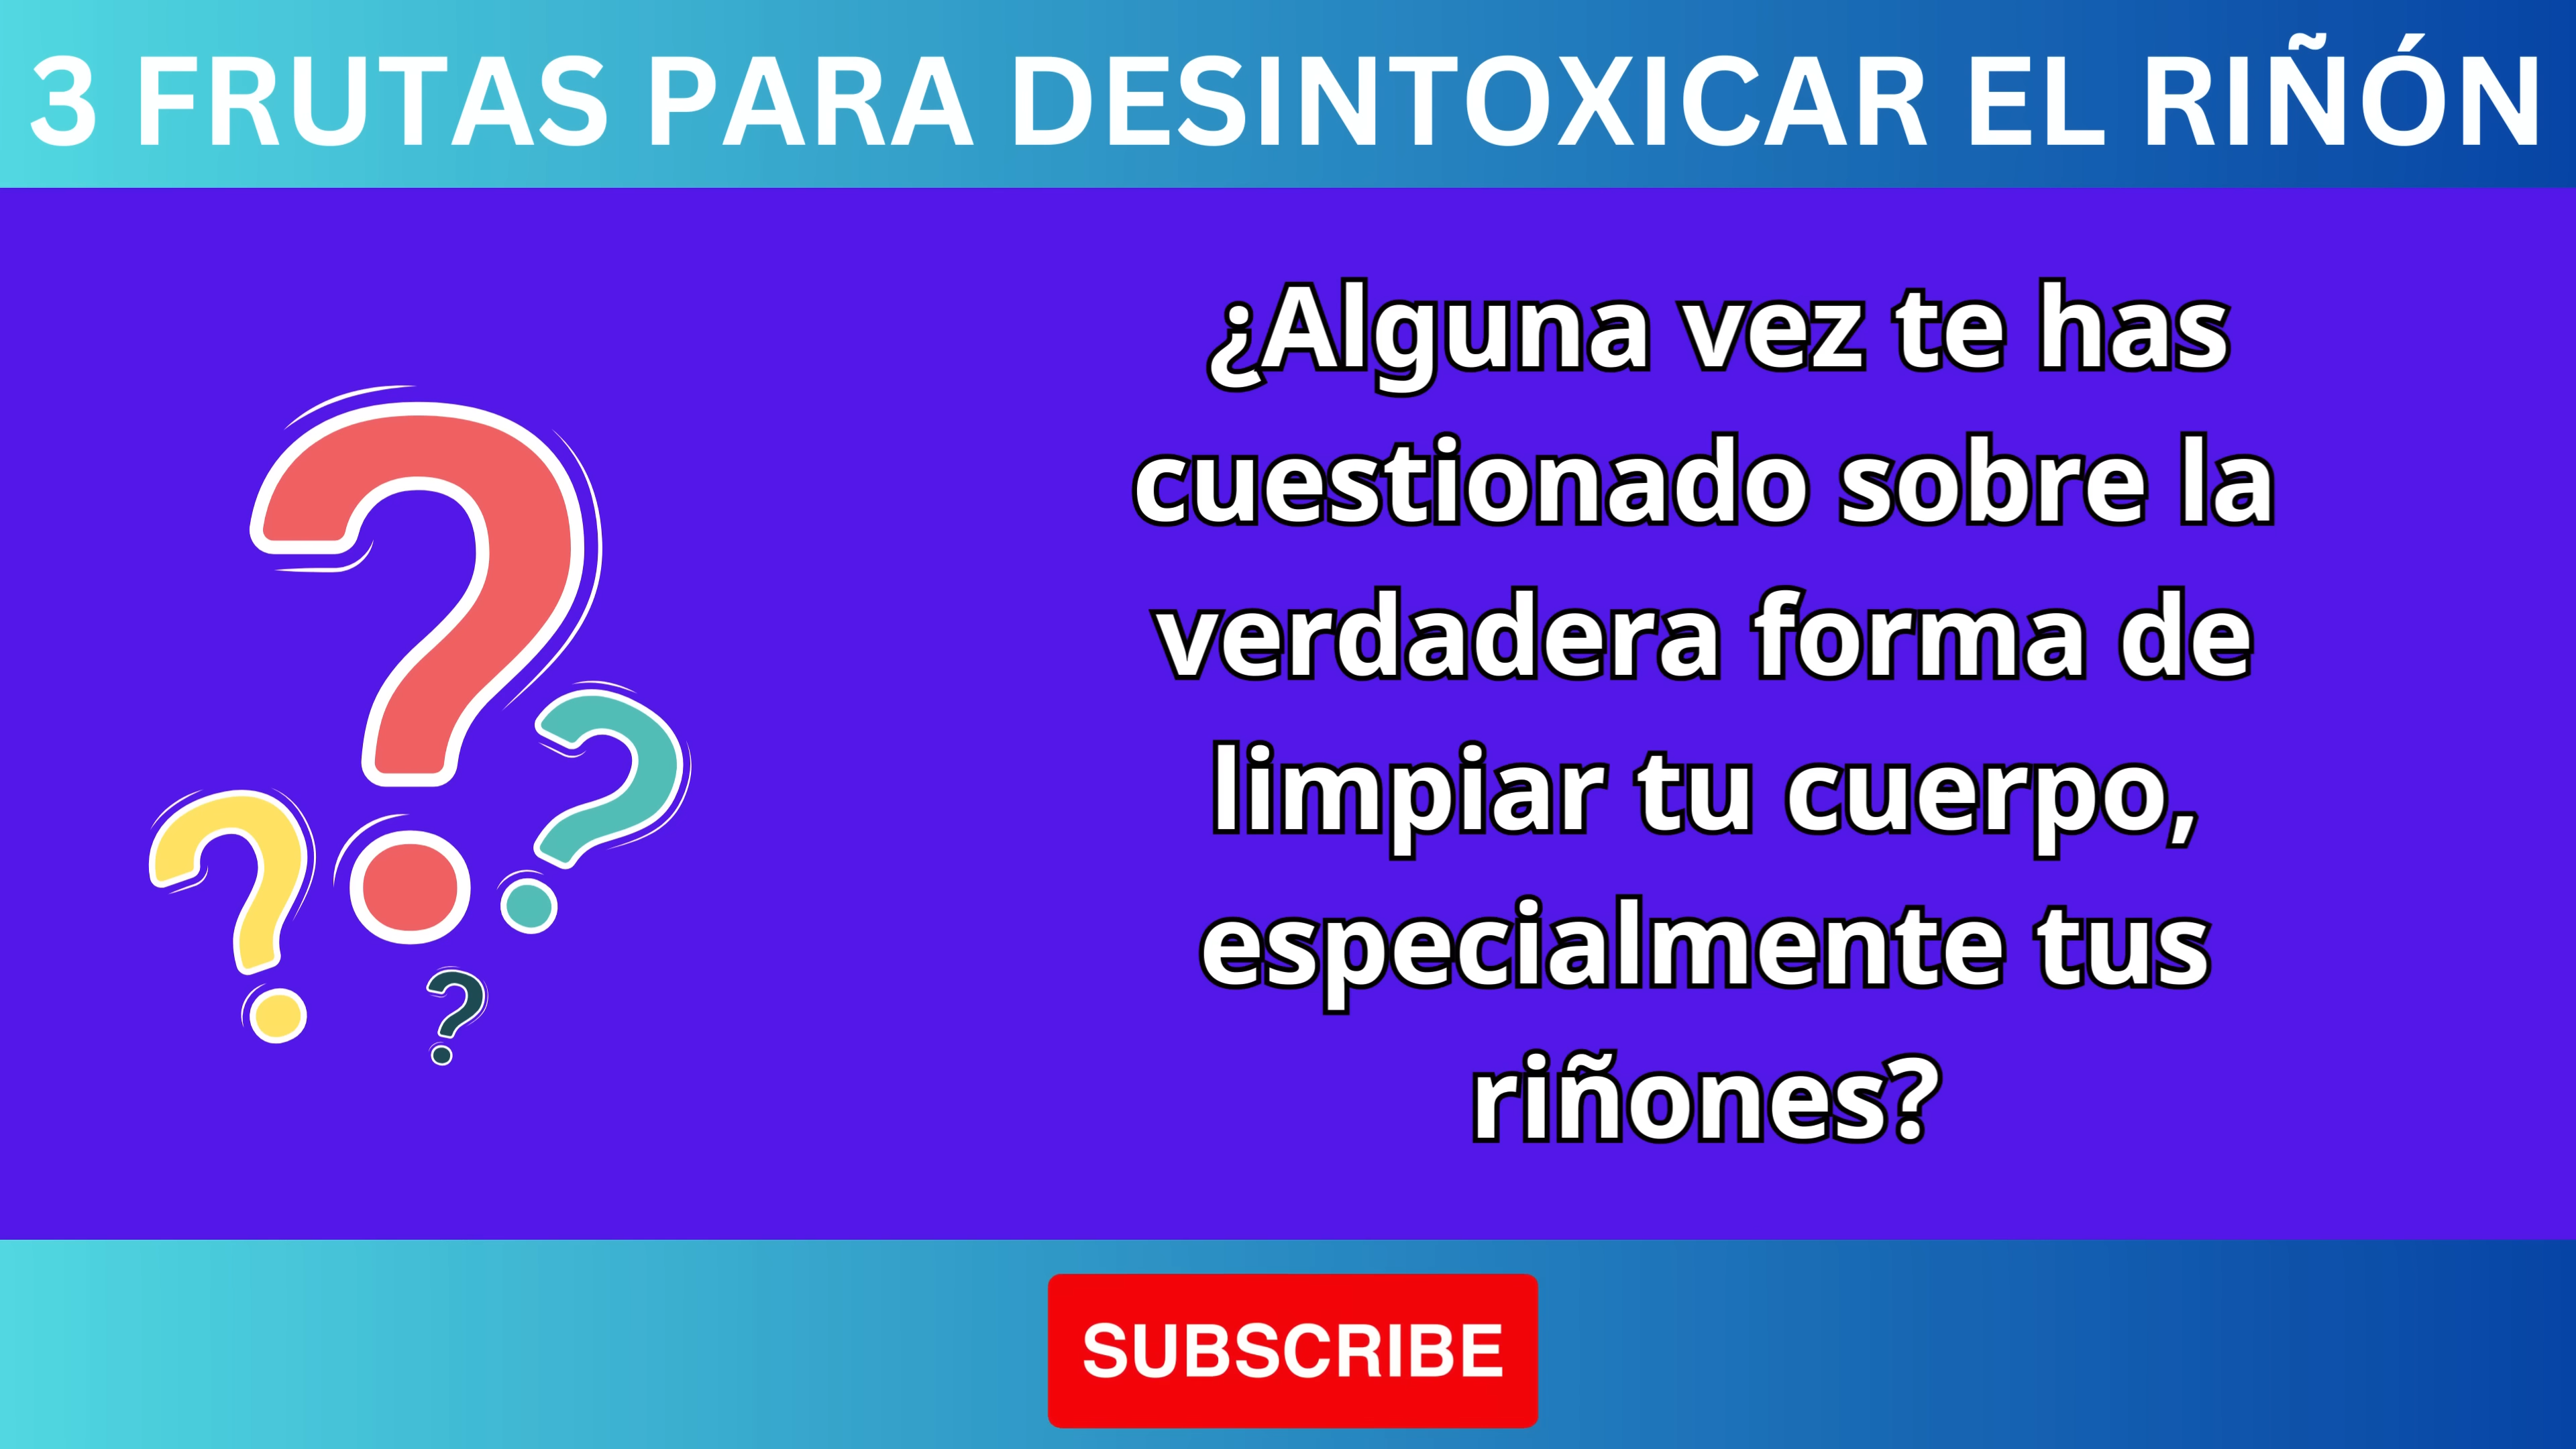 3 FRUTAS PARA DESINTOXICAR EL RIÑÓN
¿Alguna vez te has
cuestionado sobre la
verdadera forma de
limpiar tu cuerpo,
especialmente tus
riñones?
SUBSCRIBE